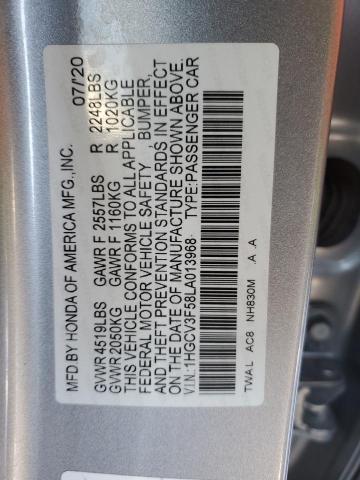 MFD BY HONDA OF AMERICA MFG.,INC. 07/'20
GVWR 4519LBS GAWR F 2557LBS R 2248LBS
GVWR 2050KG GAWR F 1160KG R 1020KG
THIS VEHICLE CONFORMS TO ALL APPLICABLE
FEDERAL MOTOR VEHICLE SAFETY , BUMPER,
AND THEFT PREVENTION STANDARDS IN EFFECT
ON THE DATE OF MANUFACTURE SHOWN ABOVE.
V.I.N.:1HGCV3F58LA013968 TYPE:PASSENGER CAR
TWAL AC8 NH830M .A .A